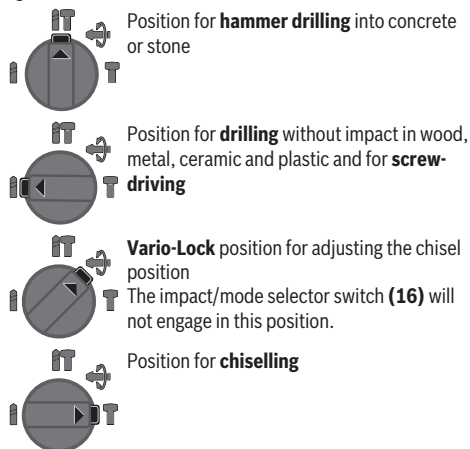 Position for hammer drilling into concrete
or stone
Position for drilling without impact in wood,
metal, ceramic and plastic and for screw-
driving
Vario-Lock position for adjusting the chisel
position
The impact/mode selector switch (16) will
not engage in this position.
Position for chiselling